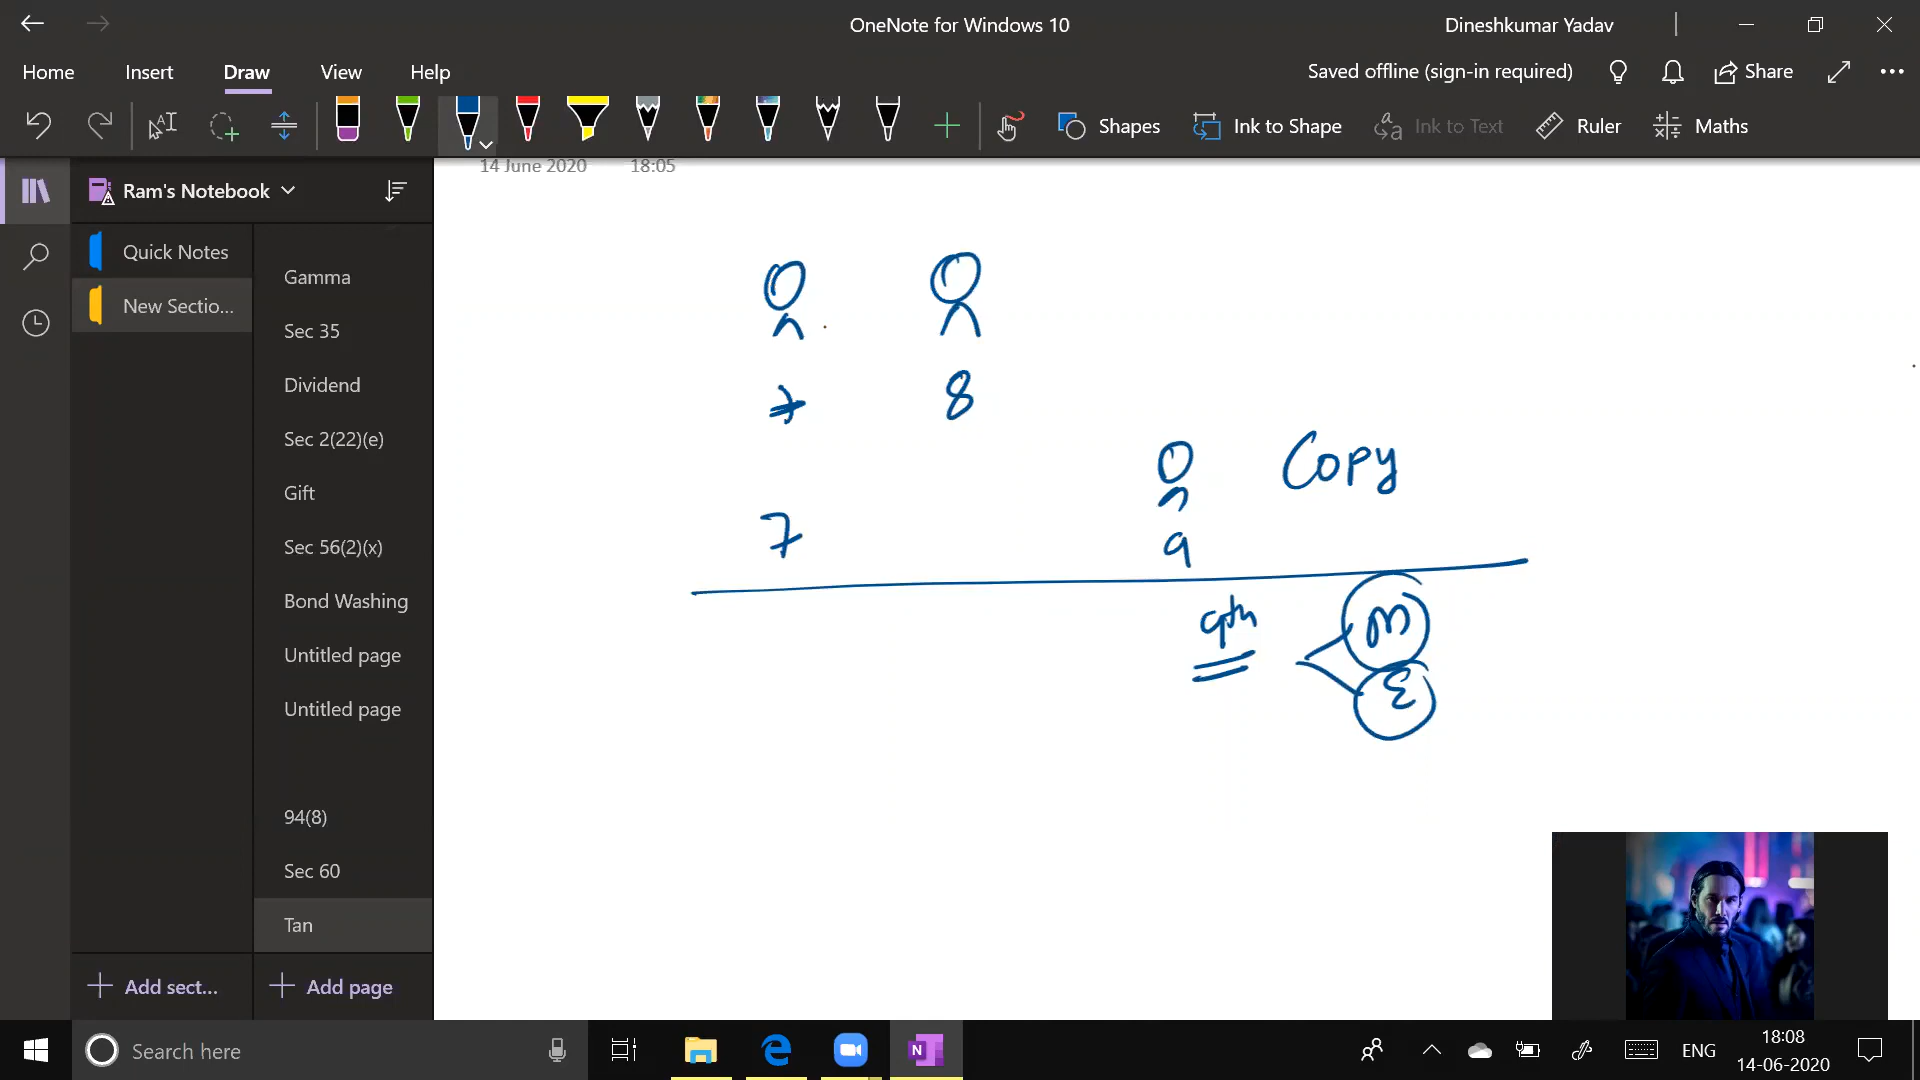 OneNote for Windows 10
Dineshkumar Yadav
Home Insert Draw View Help
Saved offline (sign-in required)
Share
Shapes
Ink to Shape
Ink to Text
Ruler
Maths
14 June 2020 18:05
Ram's Notebook
Quick Notes
New Sectio...
Gamma
Sec 35
Dividend
Sec 2(22)(e)
Gift
Sec 56(2)(x)
Bond Washing
Untitled page
Untitled page
94(8)
Sec 60
Tan
Add sect...
Add page
7 8
Copy
7 9
9th
M
E
Search here
ENG
18:08
14-06-2020